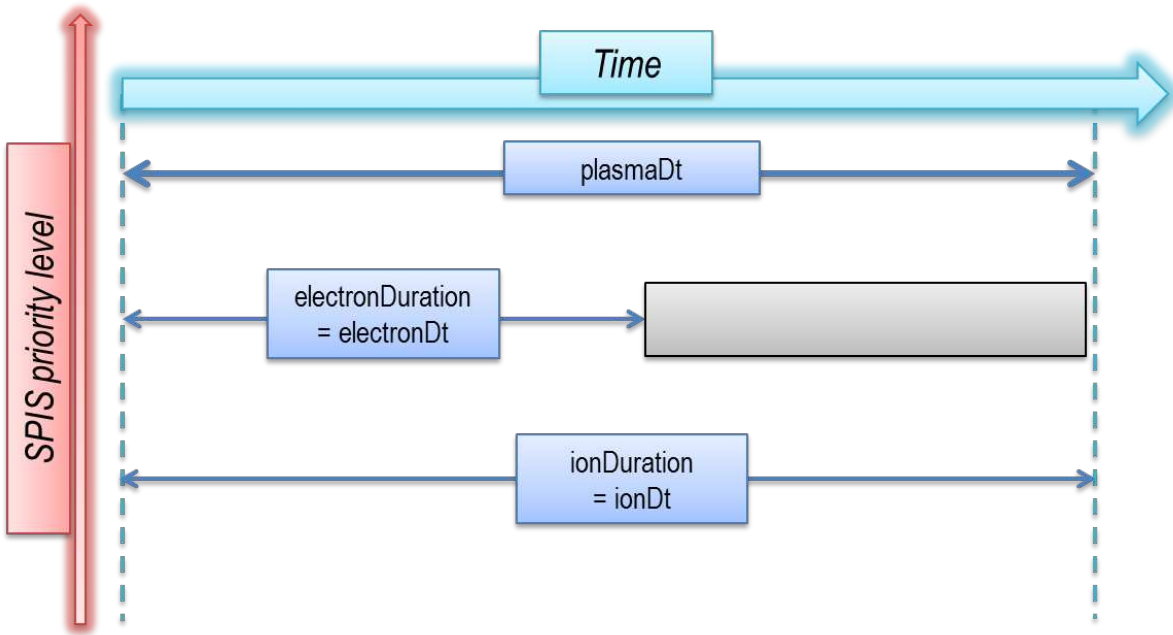 Time
plasmaDt
electronDuration
= electronDt
ionDuration
= ionDt
SPIS priority level